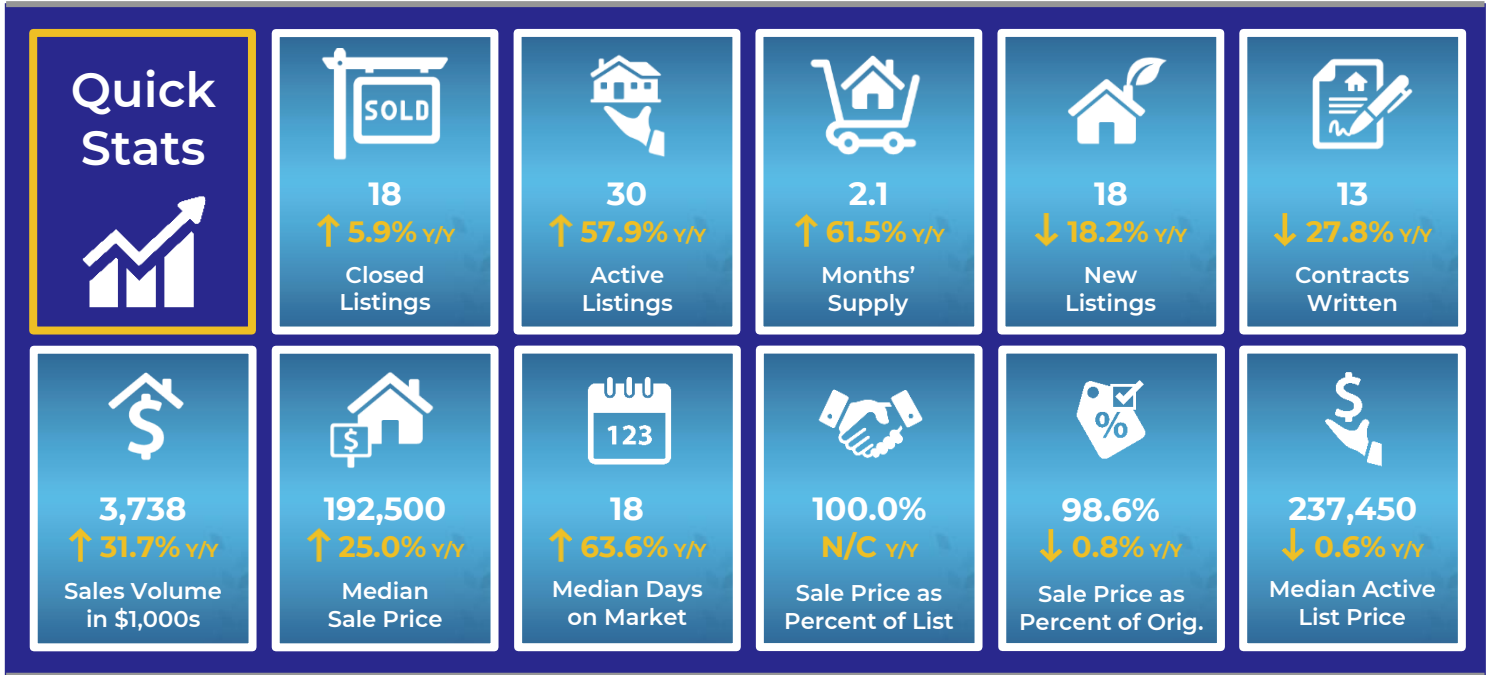 Quick
Stats
SOLD
18
↑ 5.9% Y/Y
Closed
Listings
30
↑ 57.9% Y/Y
Active
Listings
2.1
↑ 61.5% Y/Y
Months’
Supply
18
↓ 18.2% Y/Y
New
Listings
13
↓ 27.8% Y/Y
Contracts
Written
$
3,738
↑ 31.7% Y/Y
Sales Volume
in $1,000s
$
192,500
↑ 25.0% Y/Y
Median
Sale Price
123
18
↑ 63.6% Y/Y
Median Days
on Market
100.0%
N/C Y/Y
Sale Price as
Percent of List
%
98.6%
↓ 0.8% Y/Y
Sale Price as
Percent of Orig.
$
237,450
↓ 0.6% Y/Y
Median Active
List Price